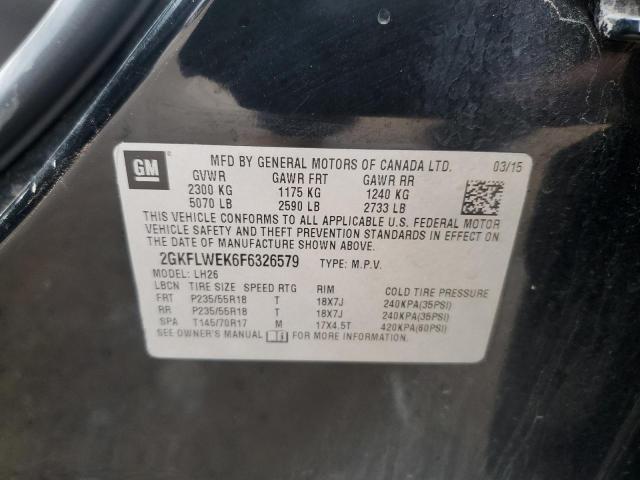 GM MFD BY GENERAL MOTORS OF CANADA LTD. 03/15
GVWR GAWR FRT GAWR RR
2300 KG 1175 KG 1240 KG
5070 LB 2590 LB 2733 LB
THIS VEHICLE CONFORMS TO ALL APPLICABLE U.S. FEDERAL MOTOR
VEHICLE SAFETY AND THEFT PREVENTION STANDARDS IN EFFECT ON
THE DATE OF MANUFACTURE SHOWN ABOVE.
2GKFLWEK6F6326579 TYPE: M.P.V.
MODEL: LH26
LBCN TIRE SIZE SPEED RTG RIM COLD TIRE PRESSURE
FRT P235/55R18 T 18X7J 240KPA(35PSI)
RR P235/55R18 T 18X7J 240KPA(35PSI)
SPA T145/70R17 M 17X4.5T 420KPA(60PSI)
SEE OWNER'S MANUAL FOR MORE INFORMATION.